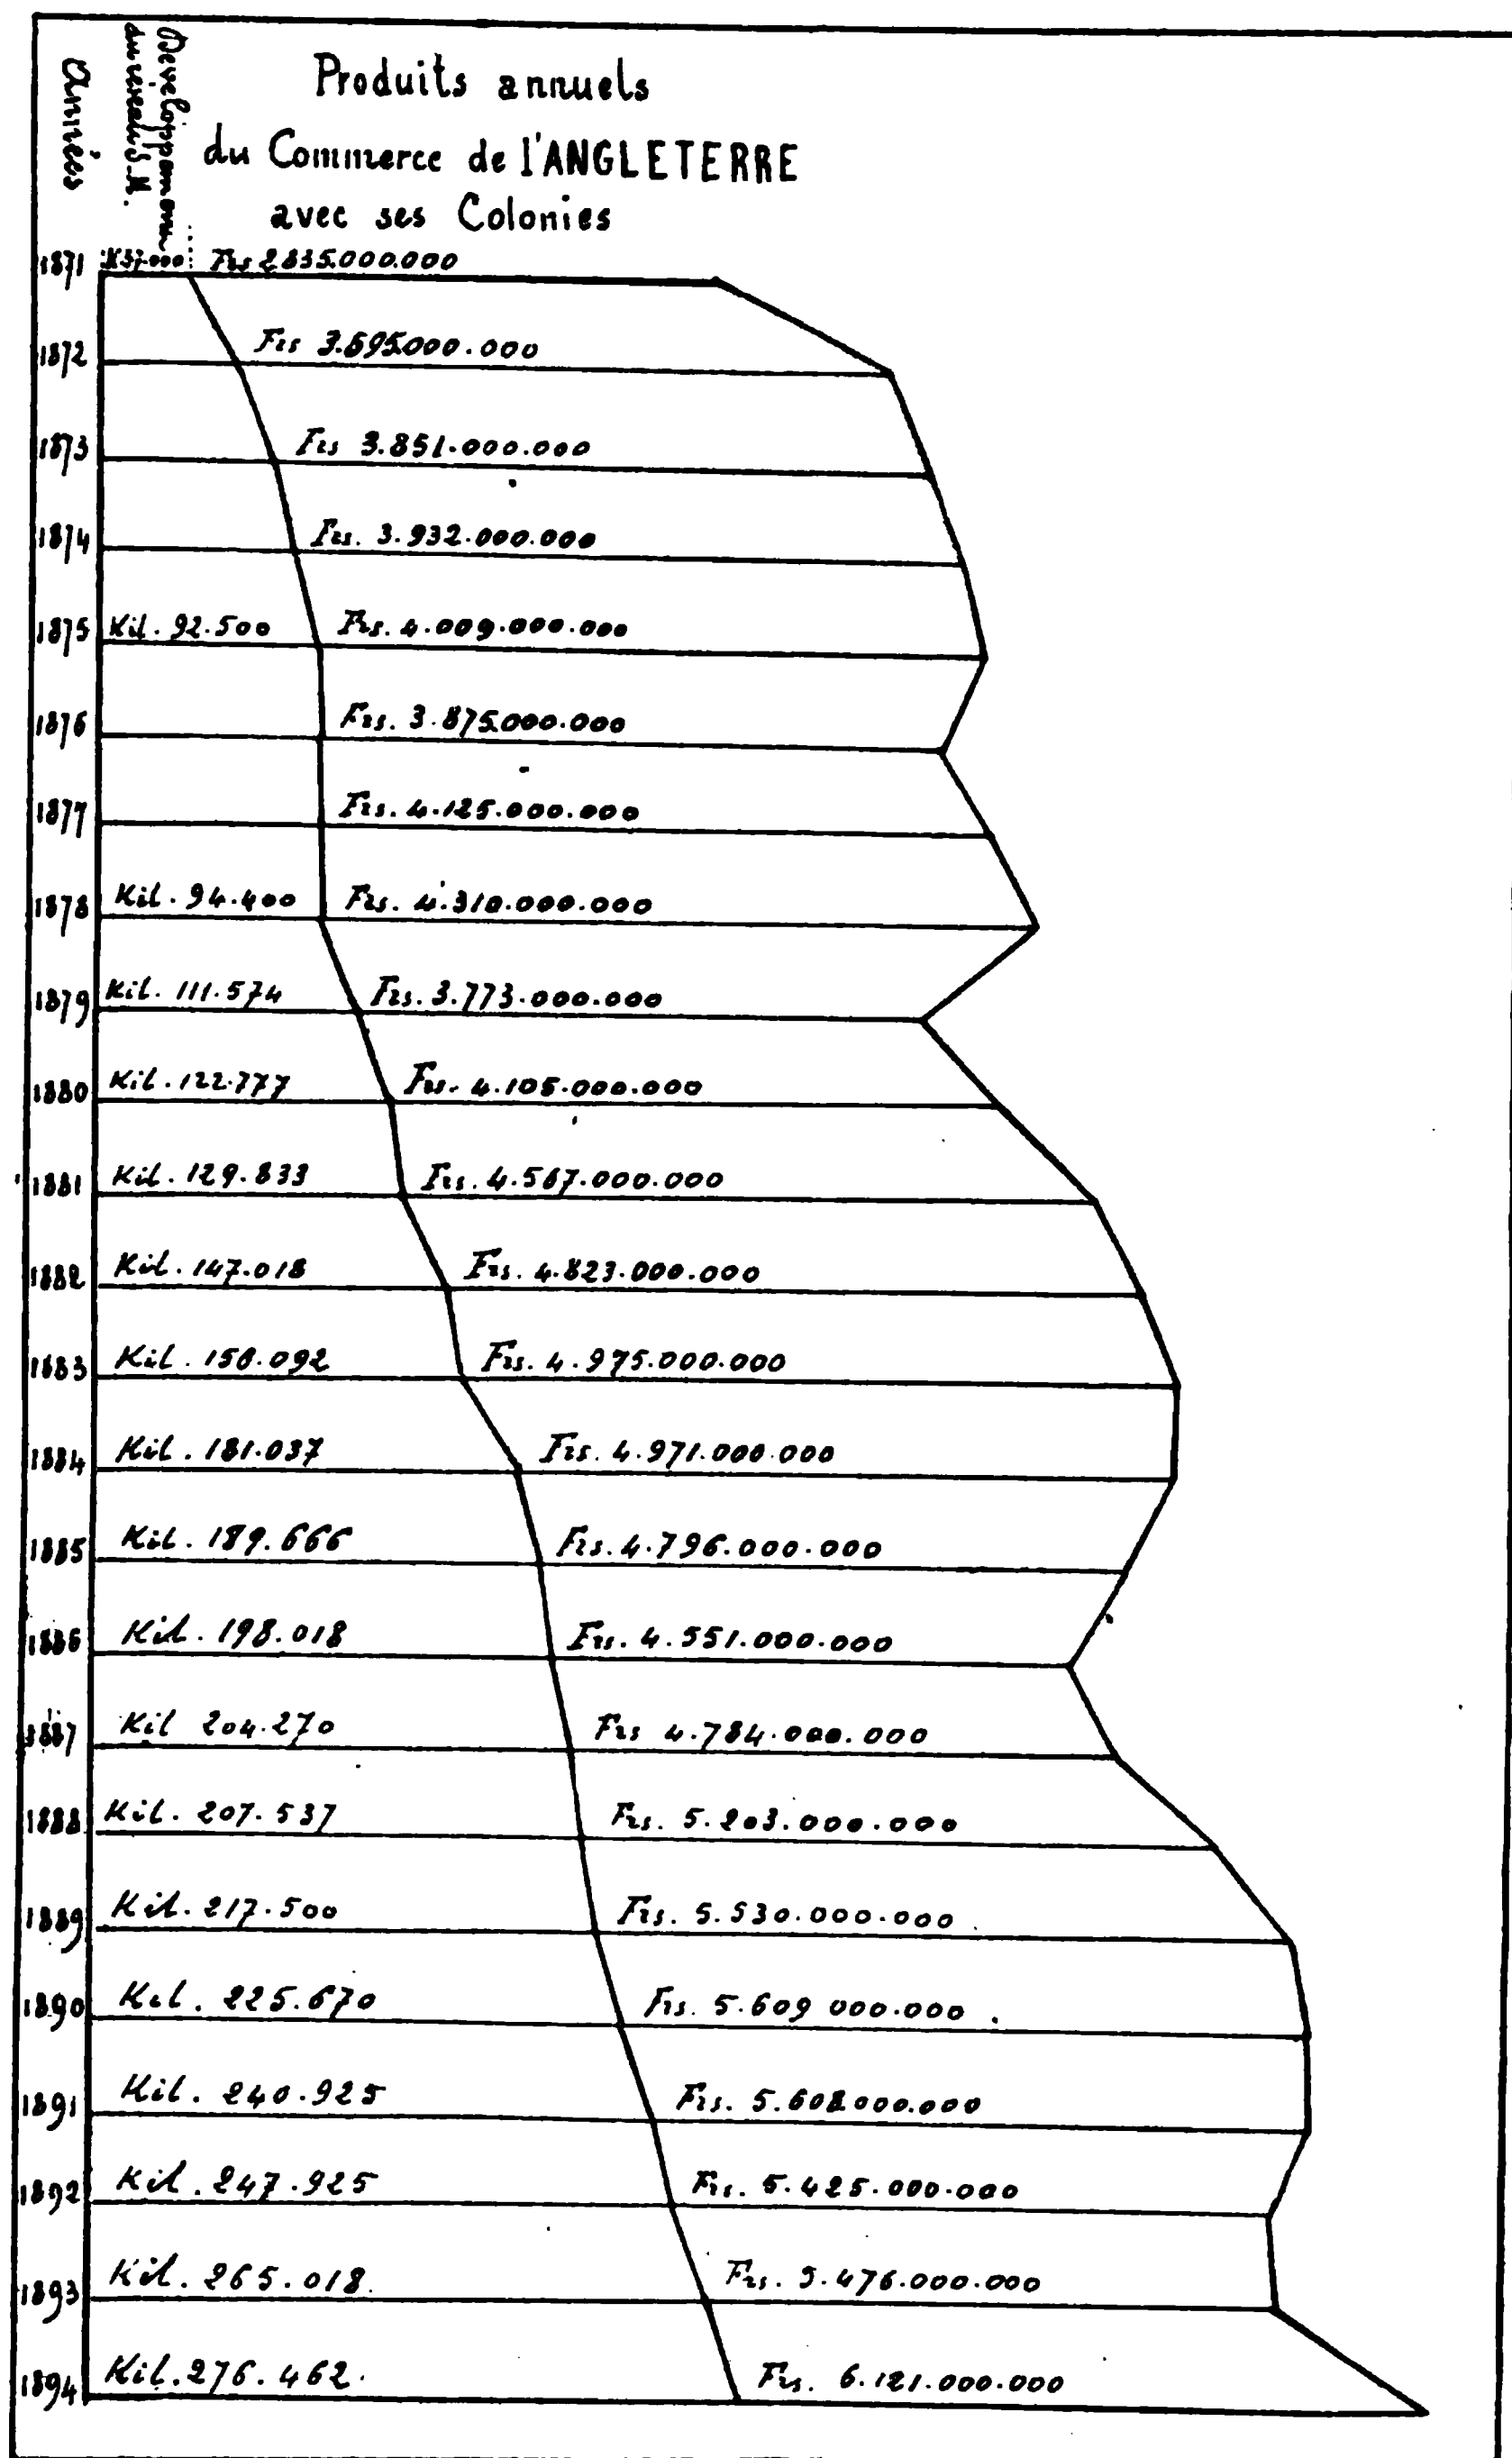 Années
Développement
du réseau S.M.
Produits annuels
du Commerce de l'ANGLETERRE
avec ses Colonies
1871 K37.000 Frs 2.835.000.000
1872 Frs 3.695.000.000
1873 Frs 3.851.000.000
1874 Frs. 3.932.000.000
1875 Kil. 92.500 Frs. 4.009.000.000
1876 Frs. 3.875.000.000
1877 Frs. 4.125.000.000
1878 Kil. 94.400 Frs. 4.310.000.000
1879 Kil. 111.574 Frs. 3.773.000.000
1880 Kil. 122.777 Frs. 4.105.000.000
1881 Kil. 129.833 Frs. 4.567.000.000
1882 Kil. 147.018 Frs. 4.823.000.000
1883 Kil. 156.092 Frs. 4.975.000.000
1884 Kil. 181.037 Frs. 4.971.000.000
1885 Kil. 189.666 Frs. 4.796.000.000
1886 Kil. 198.018 Frs. 4.551.000.000
1887 Kil 204.270 Frs 4.784.000.000
1888 Kil. 207.537 Frs. 5.203.000.000
1889 Kil. 217.500 Frs. 5.530.000.000
1890 Kil. 225.670 Frs. 5.609 000.000
1891 Kil. 240.925 Frs. 5.608.000.000
1892 Kil. 247.925 Frs. 5.425.000.000
1893 Kil. 265.018. Frs. 5.476.000.000
1894 Kil. 276.462. Frs. 6.121.000.000